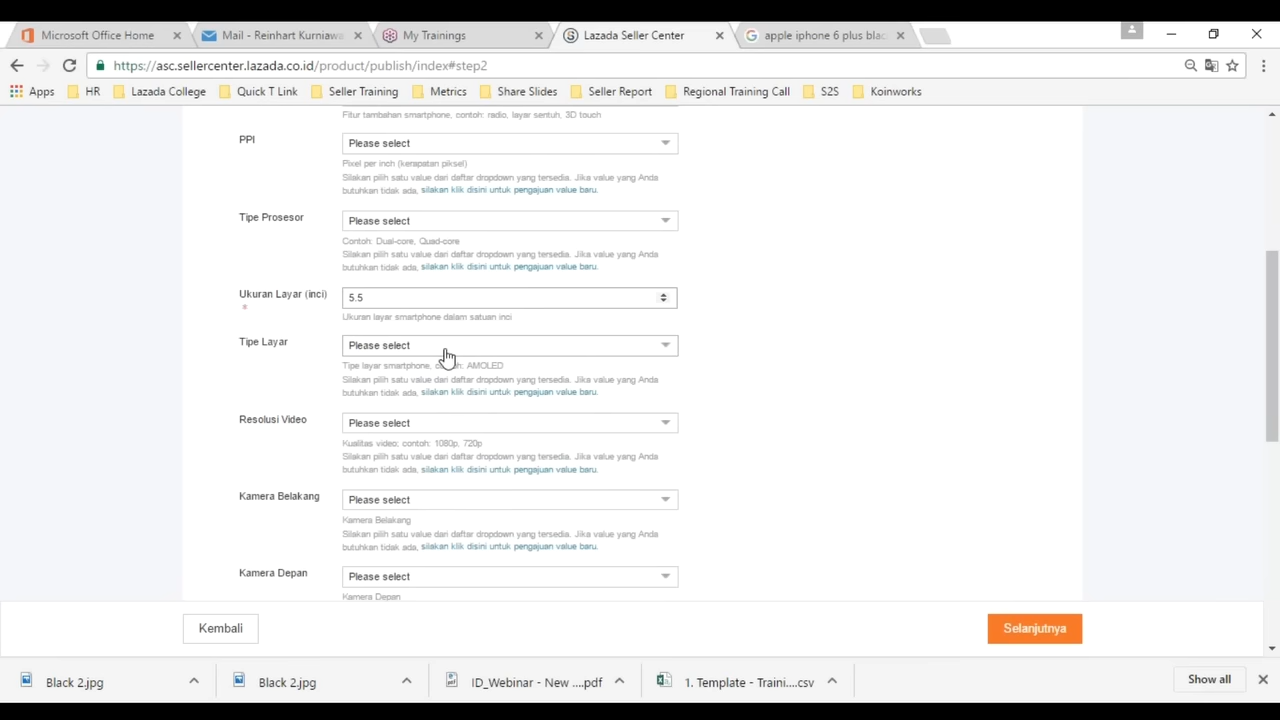 Microsoft Office Home
Mail - Reinhart Kurniawa
My Trainings
Lazada Seller Center
apple iphone 6 plus blac
https://asc.sellercenter.lazada.co.id/product/publish/index#step2
Apps
HR
Lazada College
Quick T Link
Seller Training
Metrics
Share Slides
Seller Report
Regional Training Call
S2S
Koinworks
Fitur tambahan smartphone, contoh: radio, layar sentuh, 3D touch
PPI
Please select
Pixel per inch (kerapatan piksel)
Silakan pilih satu value dari daftar dropdown yang tersedia. Jika value yang Anda
butuhkan tidak ada, silakan klik disini untuk pengajuan value baru.
Tipe Prosesor
Please select
Contoh: Dual-core, Quad-core
Silakan pilih satu value dari daftar dropdown yang tersedia. Jika value yang Anda
butuhkan tidak ada, silakan klik disini untuk pengajuan value baru.
Ukuran Layar (inci)
*
5.5
Ukuran layar smartphone dalam satuan inci
Tipe Layar
Please select
Tipe layar smartphone, AMOLED
Silakan pilih satu value dari daftar dropdown yang tersedia. Jika value yang Anda
butuhkan tidak ada, silakan klik disini untuk pengajuan value baru.
Resolusi Video
Please select
Kualitas video; contoh: 1080p, 720p
Silakan pilih satu value dari daftar dropdown yang tersedia. Jika value yang Anda
butuhkan tidak ada, silakan klik disini untuk pengajuan value baru.
Kamera Belakang
Please select
Kamera Belakang
Silakan pilih satu value dari daftar dropdown yang tersedia. Jika value yang Anda
butuhkan tidak ada, silakan klik disini untuk pengajuan value baru.
Kamera Depan
Please select
Kamera Depan
Kembali
Selanjutnya
Black 2.jpg
Black 2.jpg
ID_Webinar - New ....pdf
1. Template - Traini....csv
Show all